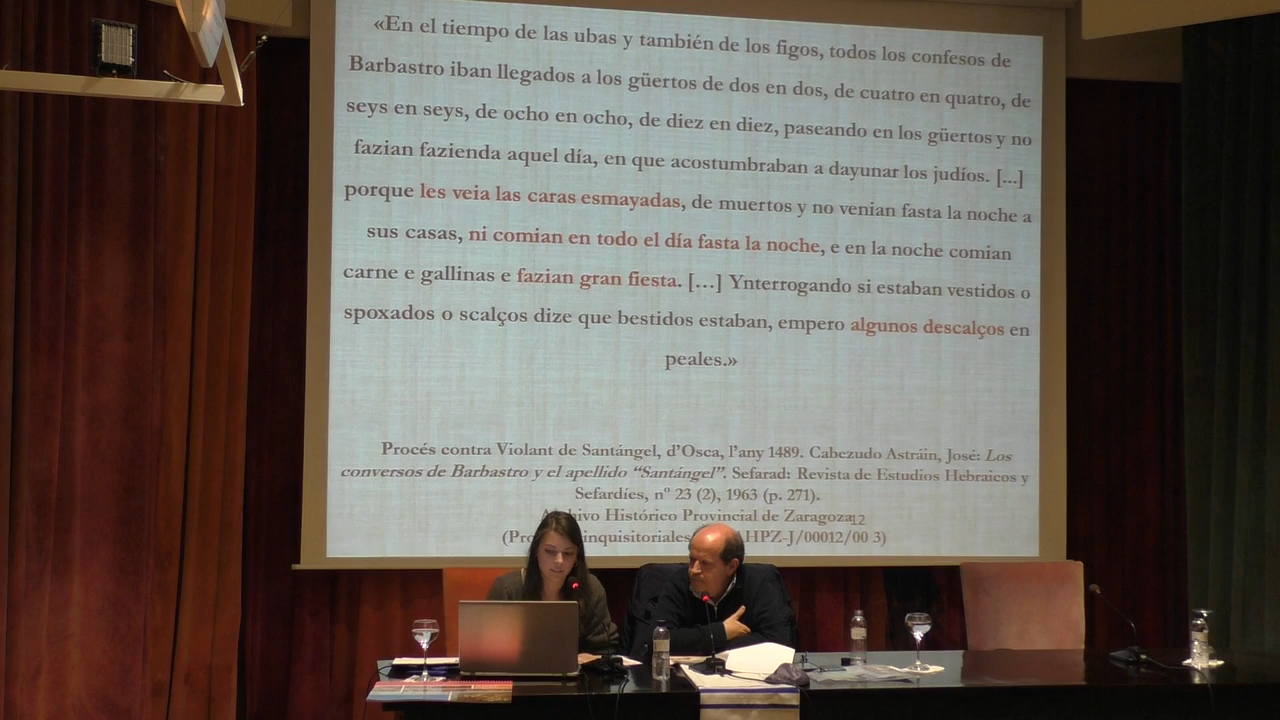 «En el tiempo de las ubas y también de los figos, todos los confesos de
Barbastro iban llegados a los güertos de dos en dos, de cuatro en quatro, de
seys en seys, de ocho en ocho, de diez en diez, paseando en los güertos y no
fazian fazienda aquel día, en que acostumbraban a dayunar los judíos. [...]
porque les veia las caras esmayadas, de muertos y no venian fasta la noche a
sus casas, ni comian en todo el día fasta la noche, e en la noche comian
carne e gallinas e fazian gran fiesta. [...] Ynterrogando si estaban vestidos o
spoxados o scalços dize que bestidos estaban, empero algunos descalços en
peales.»
Procés contra Violant de Santángel, d'Osca, l'any 1489. Cabezudo Astráin, José: Los
conversos de Barbastro y el apellido "Santángel". Sefarad: Revista de Estudios Hebraicos y
Sefardíes, nº 23 (2), 1963 (p. 271).
Histórico Provincial de Zaragoza 12
inquisitoriales HPZ-J/00012/00 3)